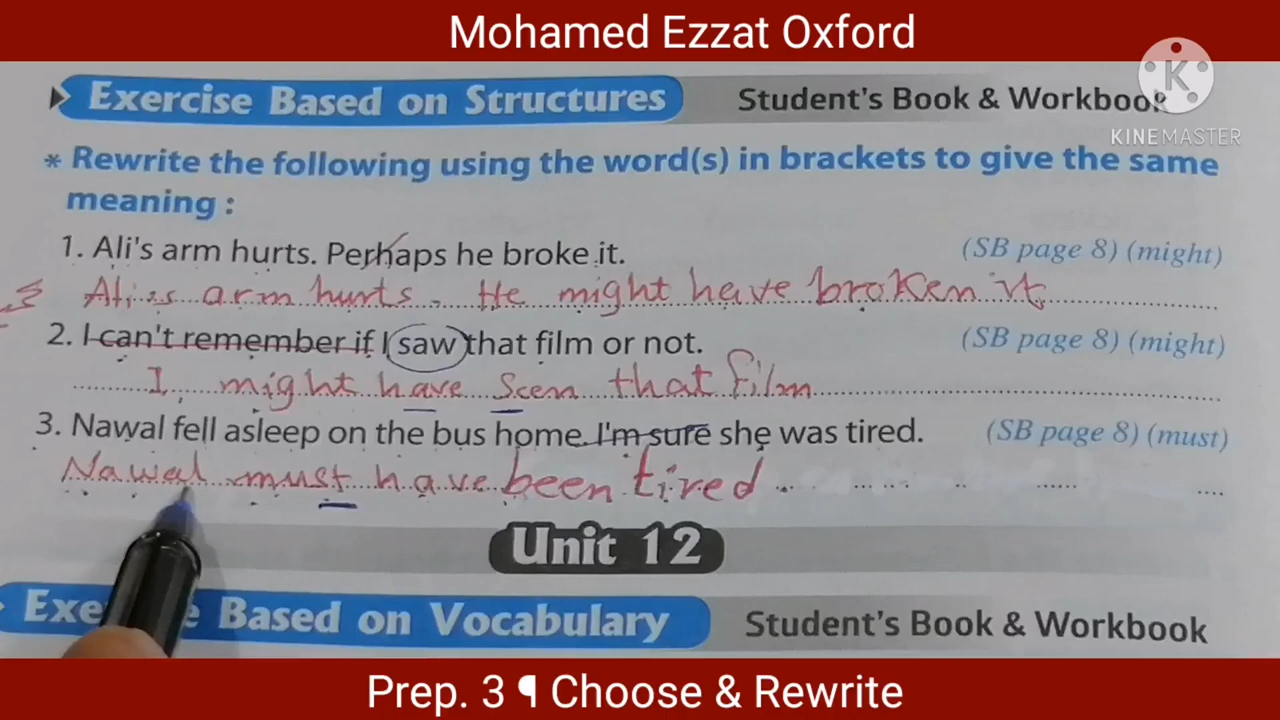 Mohamed Ezzat Oxford
Exercise Based on Structures Student's Book & Workbook
KINEMASTER
* Rewrite the following using the word(s) in brackets to give the same
meaning :
1. Ali's arm hurts. Perhaps he broke it. (SB page 8) (might)
Ali's arm hurts. He might have broken it.
2. I can't remember if I saw that film or not. (SB page 8) (might)
I might have seen that film
3. Nawal fell asleep on the bus home. I'm sure she was tired. (SB page 8) (must)
Nawal must have been tired.
Unit 12
Based on Vocabulary Student's Book & Workbook
Prep. 3 ¶ Choose & Rewrite